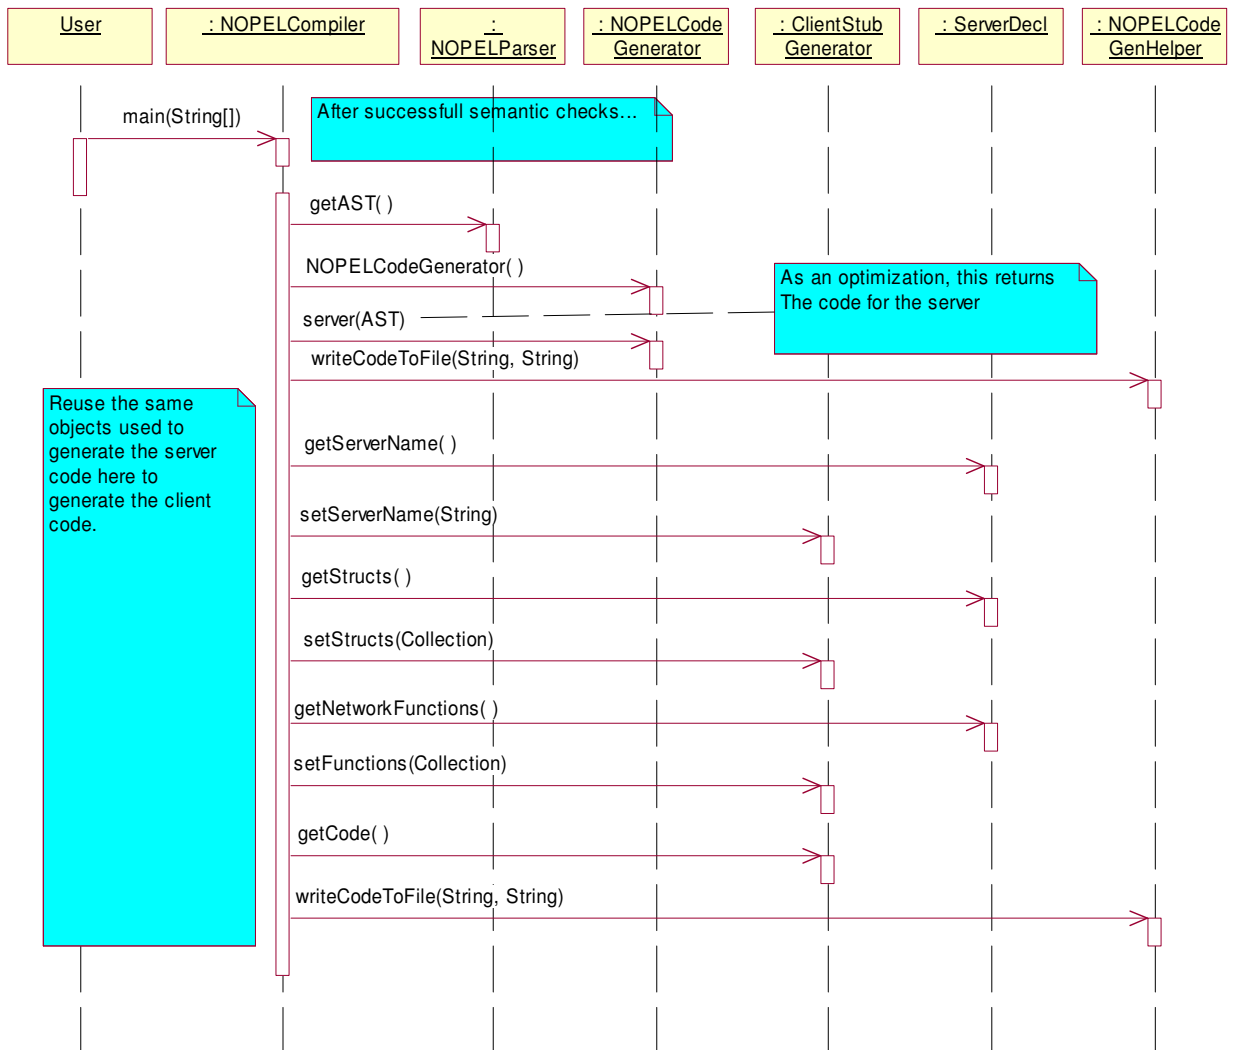 User
: NOPELCompiler
:
NOPELParser
: NOPELCode
Generator
: ClientStub
Generator
: ServerDecl
: NOPELCode
GenHelper
main(String[])
After successfull semantic checks...
getAST( )
NOPELCodeGenerator( )
As an optimization, this returns
The code for the server
server(AST)
writeCodeToFile(String, String)
Reuse the same
objects used to
generate the server
code here to
generate the client
code.
getServerName( )
setServerName(String)
getStructs( )
setStructs(Collection)
getNetworkFunctions( )
setFunctions(Collection)
getCode( )
writeCodeToFile(String, String)